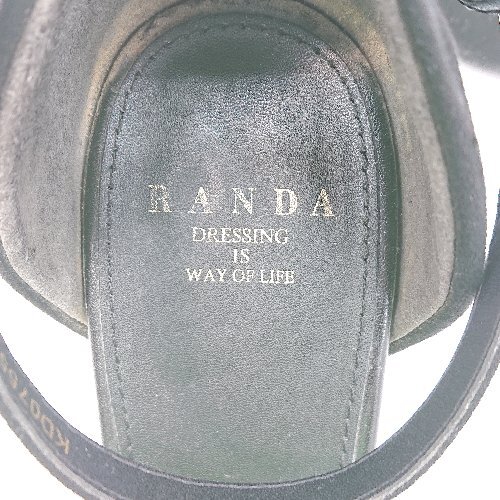 RANDA
DRESSING
IS
WAY OF LIFE